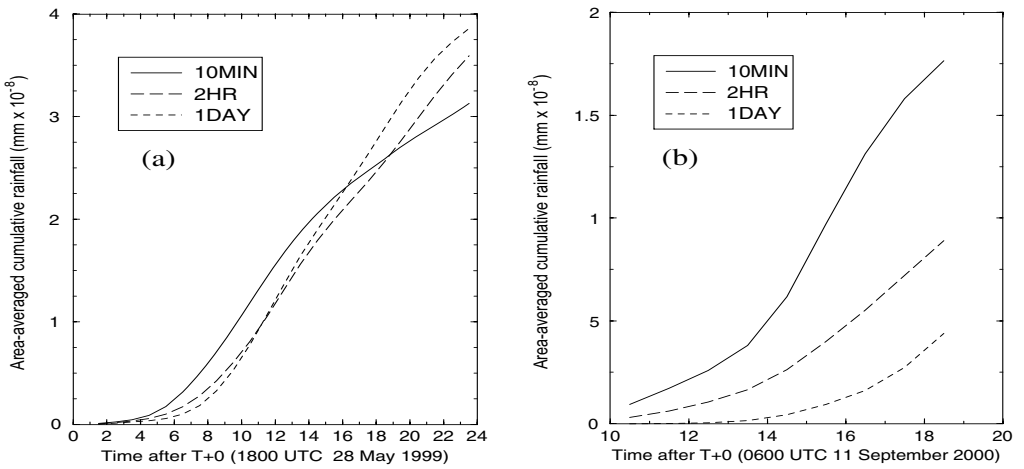 Area-averaged cumulative rainfall (mm x 10-8)
4
3
2
1
0
10MIN
2HR
1DAY
(a)
0 2 4 6 8 10 12 14 16 18 20 22 24
Time after T+0 (1800 UTC 28 May 1999)
Area-averaged cumulative rainfall (mm x 10-8)
2
1.5
1
5
0
10MIN
2HR
1DAY
(b)
10 12 14 16 18 20
Time after T+0 (0600 UTC 11 September 2000)